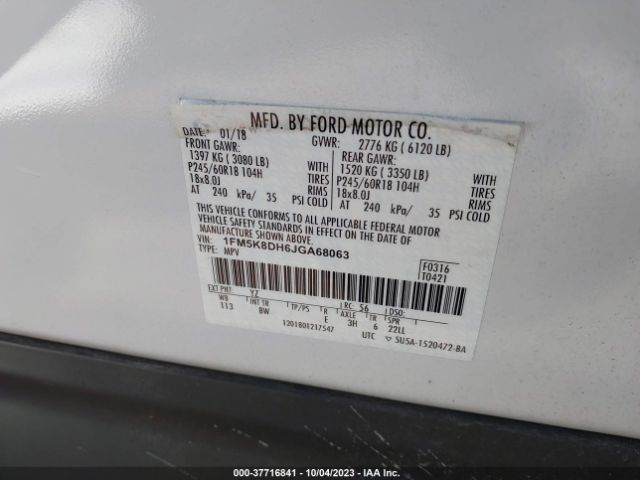 MFD. BY FORD MOTOR CO.
DATE: 01/18 GVWR: 2776 KG ( 6120 LB)
FRONT GAWR: REAR GAWR:
1397 KG ( 3080 LB) WITH 1520 KG ( 3350 LB) WITH
P245/60R18 104H TIRES P245/60R18 104H TIRES
18x8.0J RIMS 18x8.0J RIMS
AT 240 kPa/ 35 PSI COLD AT 240 kPa/ 35 PSI COLD
THIS VEHICLE CONFORMS TO ALL APPLICABLE FEDERAL MOTOR
VEHICLE SAFETY STANDARDS IN EFFECT ON THE DATE OF
MANUFACTURE SHOWN ABOVE.
VIN: 1FM5K8DH6JGA68063
TYPE: MPV
F0316
T0421
EXT PNT: YZ RC: 56 DSO:
WB INT TR TP/PS R AXLE TR SPR
113 BW E 3H 6 22LL
1201801217547 UTC ▽ 5U5A-1520472-BA
000-37716841 - 10/04/2023 - IAA Inc.